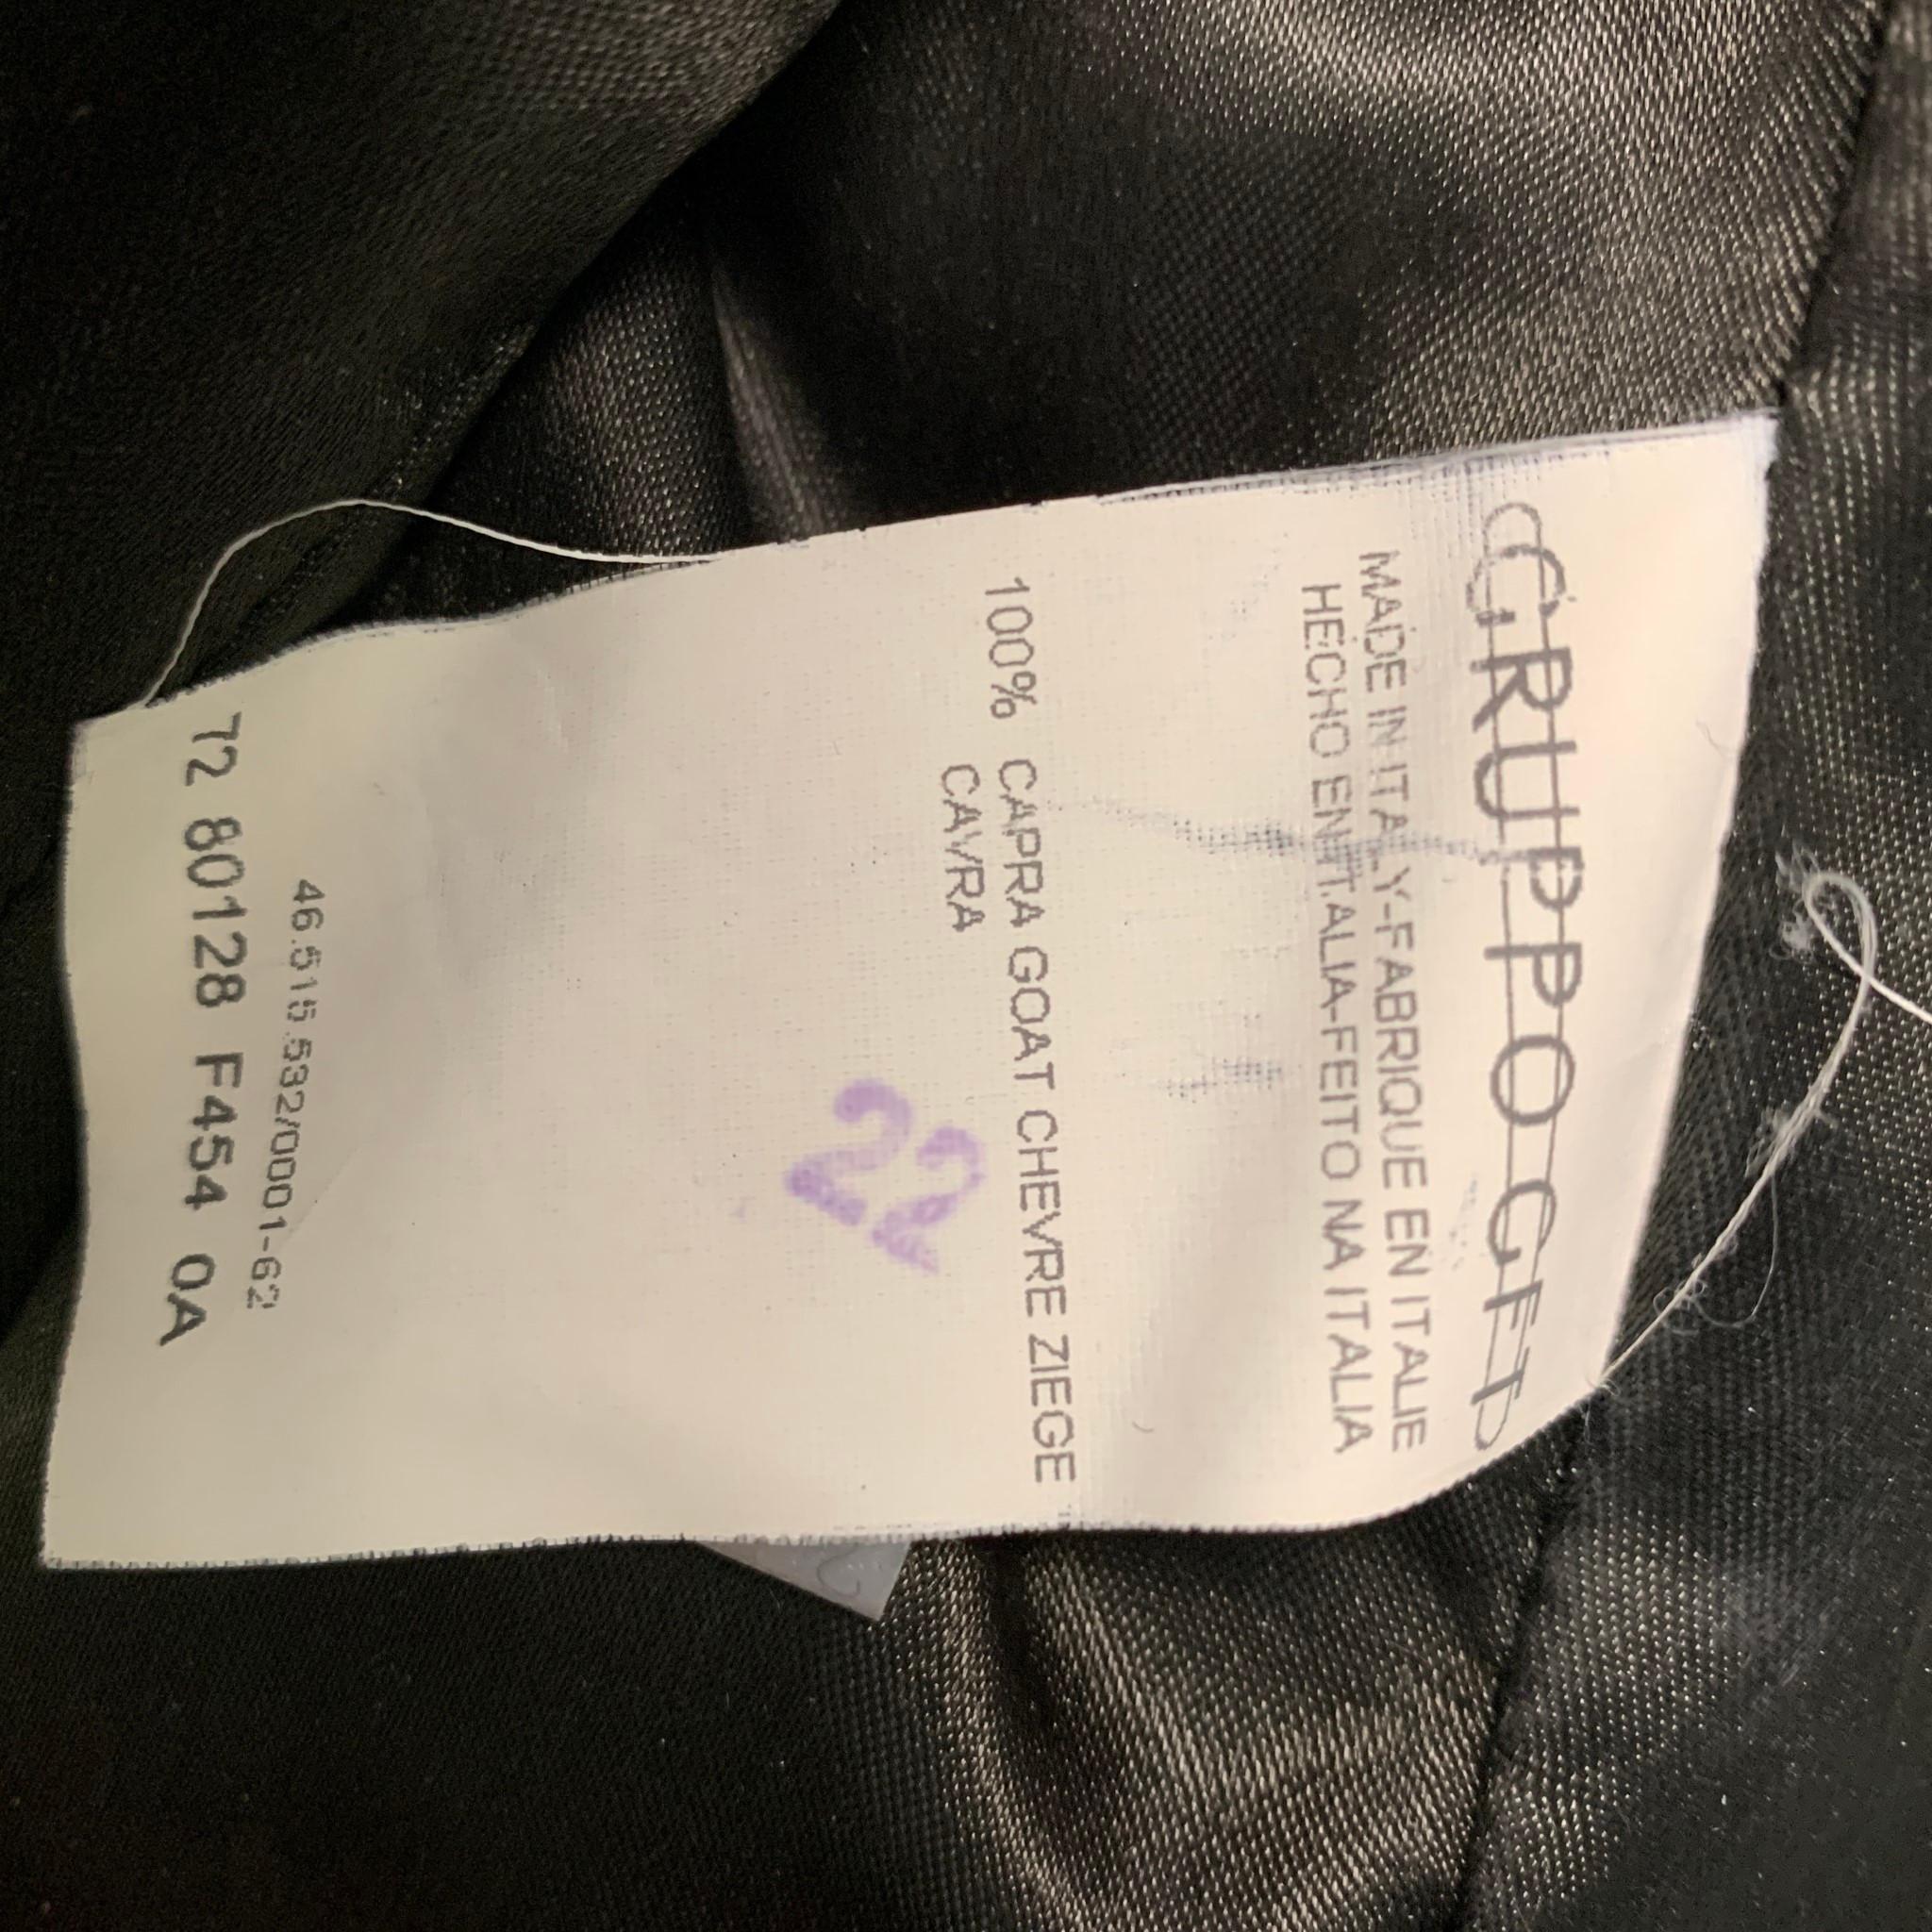 GRUPPO GFT
MADE IN ITALY-FABRIQUE EN ITALIE
HECHO EN ITALIA-FEITO NA ITALIA
100% CAPRA GOAT CHEVRE ZIEGE
CAVRA
22
46.515.532/0001-62
72 80128 F454 0A